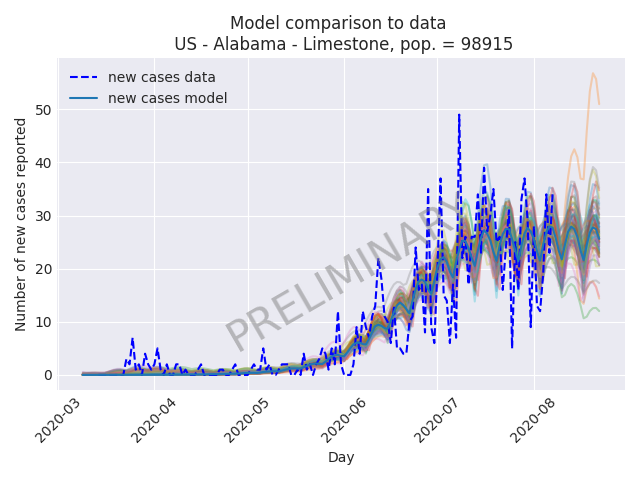 Model comparison to data
US - Alabama - Limestone, pop. = 98915
new cases data
new cases model
Number of new cases reported
50
40
30
20
10
0
PRELIMINARY
2020-03
2020-04
2020-05
2020-06
2020-07
2020-08
Day